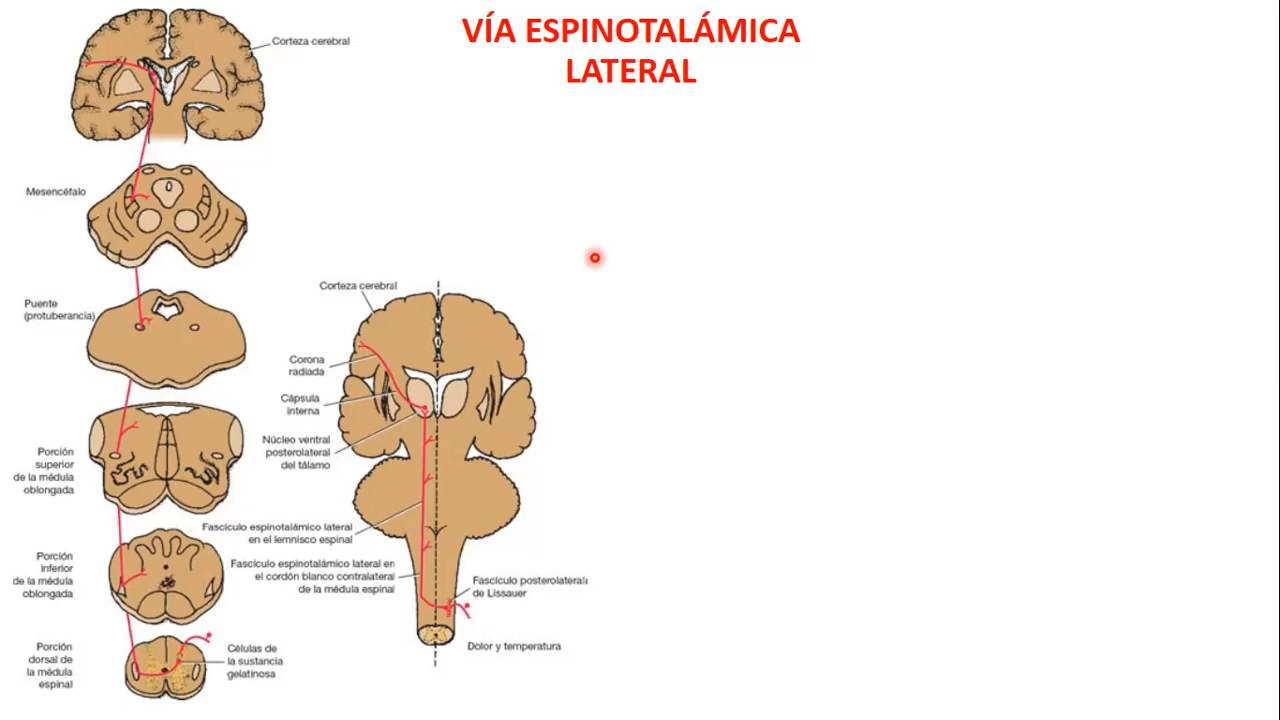 VÍA ESPINOTALÁMICA
LATERAL
Corteza cerebral
Mesencéfalo
Puente
(protuberancia)
Porción
superior
de la médula
oblongada
Porción
inferior
de la médula
oblongada
Porción
dorsal de
la médula
espinal
Células de
la sustancia
gelatinosa
Corteza cerebral
Corona
radiada
Cápsula
interna
Núcleo ventral
posterolateral
del tálamo
Fascículo espinotalámico lateral
en el lemnisco espinal
Fascículo espinotalámico lateral en
el cordón blanco contralateral
de la médula espinal
Fascículo posterolateral
de Lissauer
Dolor y temperatura